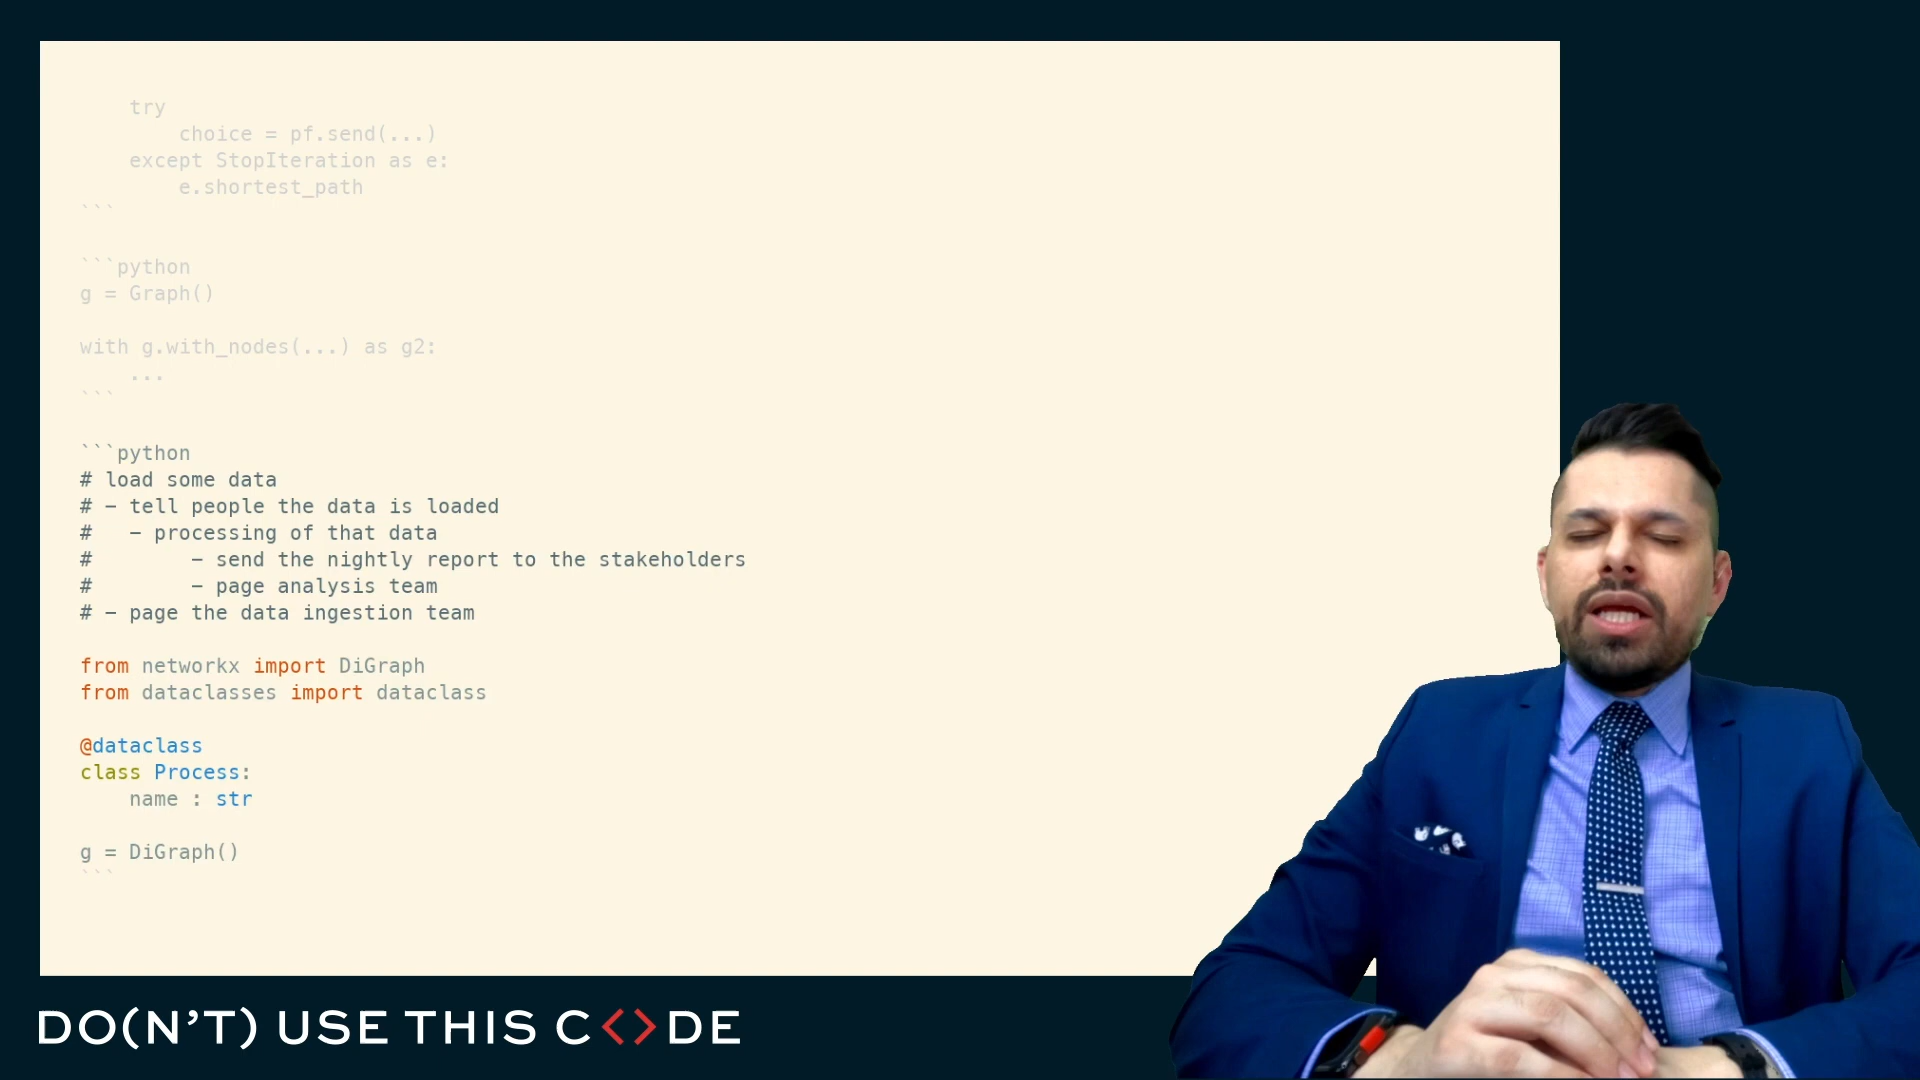 try
choice = pf.send(...)
except StopIteration as e:
e.shortest_path
```
```python
g = Graph()
with g.with_nodes(...) as g2:
...
```
```python
# load some data
# - tell people the data is loaded
#   - processing of that data
#        - send the nightly report to the stakeholders
#        - page analysis team
# - page the data ingestion team
from networkx import DiGraph
from dataclasses import dataclass
@dataclass
class Process:
name : str
g = DiGraph()
```
DO(N'T) USE THIS C<>DE